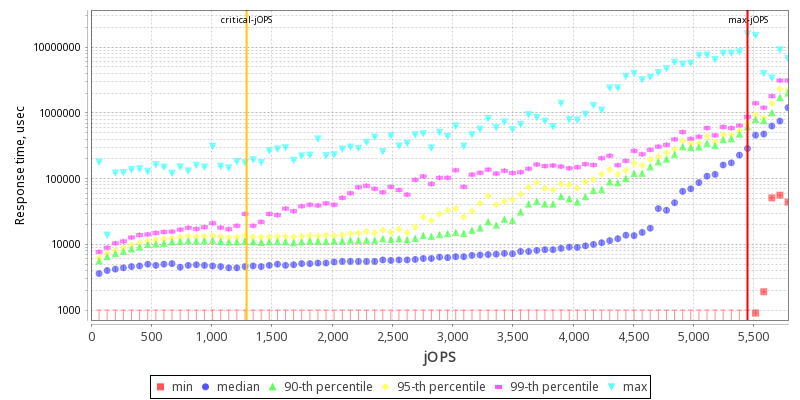 critical-jOPS max-jOPS
10000000
1000000
100000
10000
1000
Response time, usec
0 500 1,000 1,500 2,000 2,500 3,000 3,500 4,000 4,500 5,000 5,500
jOPS
min median 90-th percentile 95-th percentile 99-th percentile max